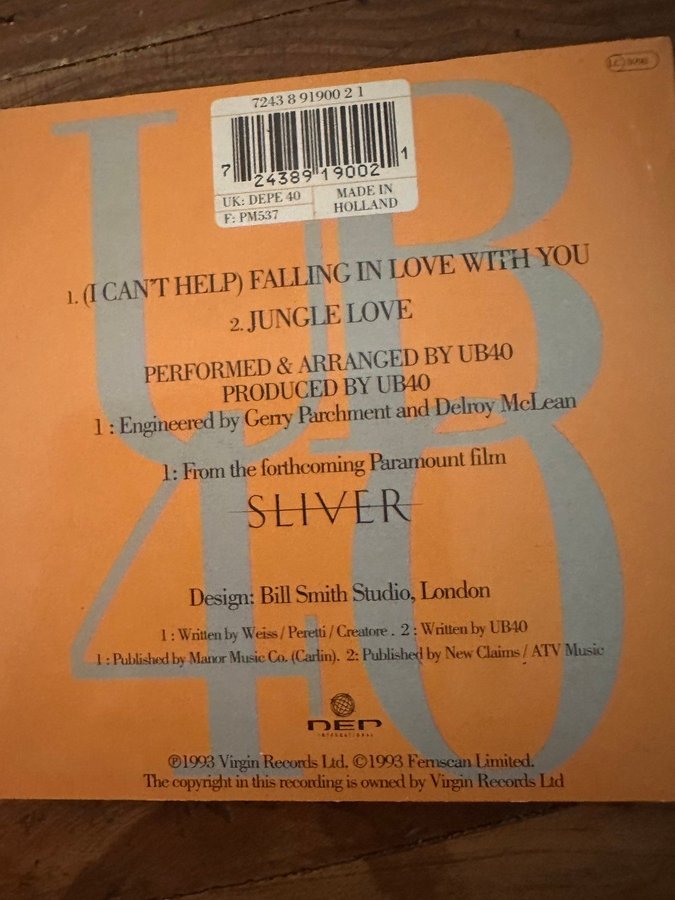 7243 8 91900 2 1
7 24389 19002 1
UK: DEPE 40
F: PM537
MADE IN
HOLLAND
UB
40
1. (I CAN'T HELP) FALLING IN LOVE WITH YOU
2. JUNGLE LOVE
PERFORMED & ARRANGED BY UB40
PRODUCED BY UB40
1 : Engineered by Gerry Parchment and Delroy McLean
1: From the forthcoming Paramount film
SLIVER
Design: Bill Smith Studio, London
1 : Written by Weiss / Peretti / Creatore . 2 : Written by UB40
1 : Published by Manor Music Co. (Carlin). 2: Published by New Claims / ATV Music
DEP
INTERNATIONAL
℗1993 Virgin Records Ltd. ©1993 Fernscan Limited.
The copyright in this recording is owned by Virgin Records Ltd